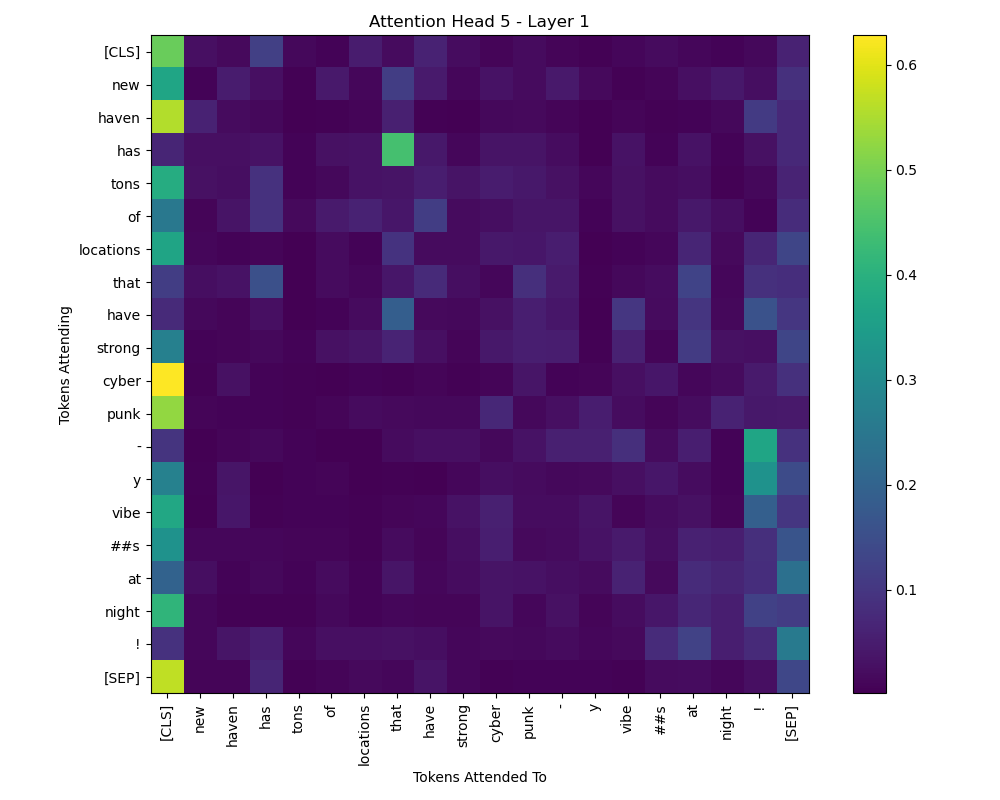 Attention Head 5 - Layer 1
[CLS]
new
haven
has
tons
of
locations
that
have
strong
cyber
punk
-
y
vibe
##s
at
night
!
[SEP]
Tokens Attending
[CLS]
new
haven
has
tons
of
locations
that
have
strong
cyber
punk
-
y
vibe
##s
at
night
!
[SEP]
Tokens Attended To
0.6
0.5
0.4
0.3
0.2
0.1